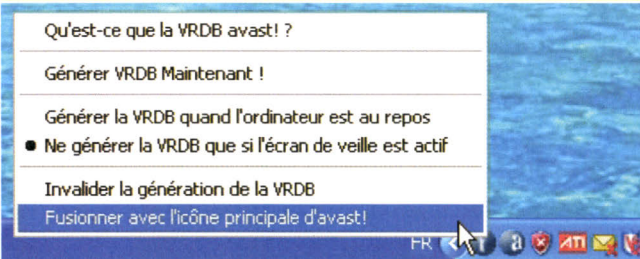 Qu'est-ce que la VRDB avast! ?
Générer VRDB Maintenant !
Générer la VRDB quand l'ordinateur est au repos
Ne générer la VRDB que si l'écran de veille est actif
Invalider la génération de la VRDB
Fusionner avec l'icône principale d'avast!
FR a ATI